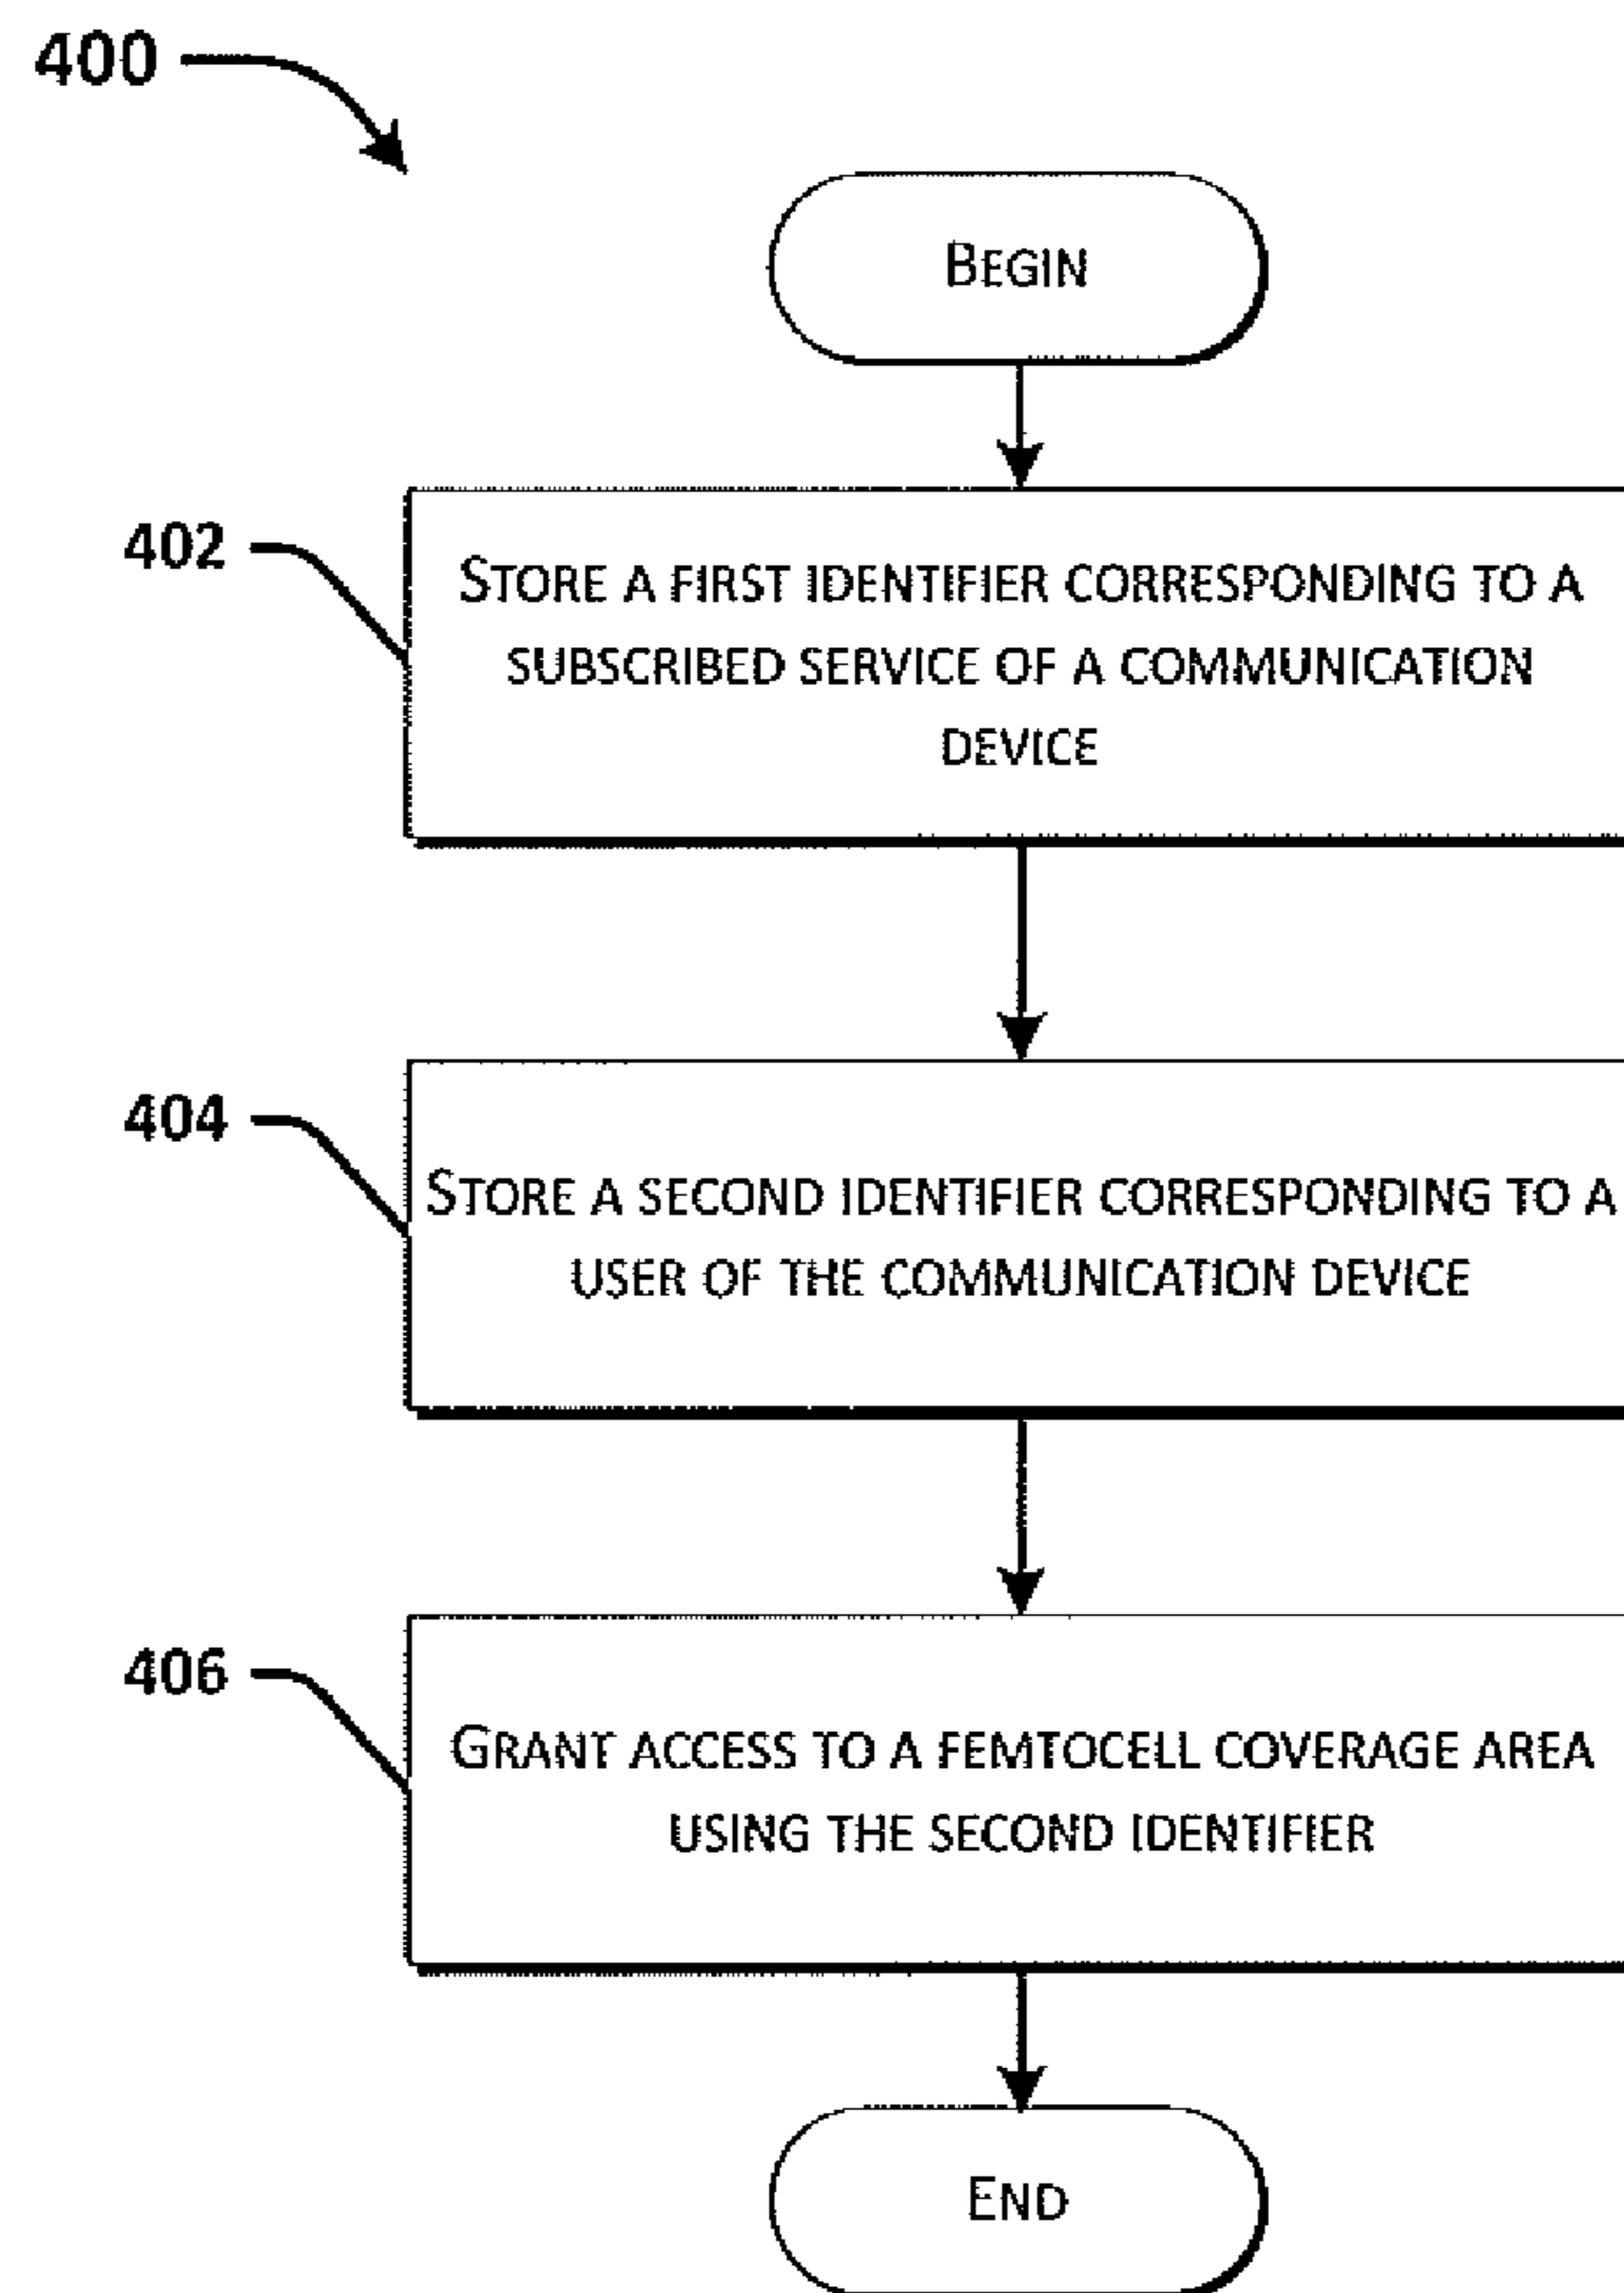 400
BEGIN
402
STORE A FIRST IDENTIFIER CORRESPONDING TO A
SUBSCRIBED SERVICE OF A COMMUNICATION
DEVICE
404
STORE A SECOND IDENTIFIER CORRESPONDING TO A
USER OF THE COMMUNICATION DEVICE
406
GRANT ACCESS TO A FEMTOCELL COVERAGE AREA
USING THE SECOND IDENTIFIER
END